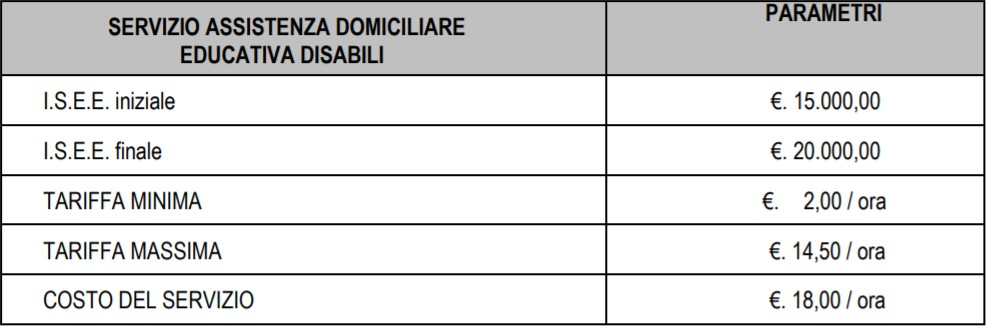 SERVIZIO ASSISTENZA DOMICILIARE
EDUCATIVA DISABILI
PARAMETRI
I.S.E.E. iniziale €. 15.000,00
I.S.E.E. finale €. 20.000,00
TARIFFA MINIMA €. 2,00 / ora
TARIFFA MASSIMA €. 14,50 / ora
COSTO DEL SERVIZIO €. 18,00 / ora